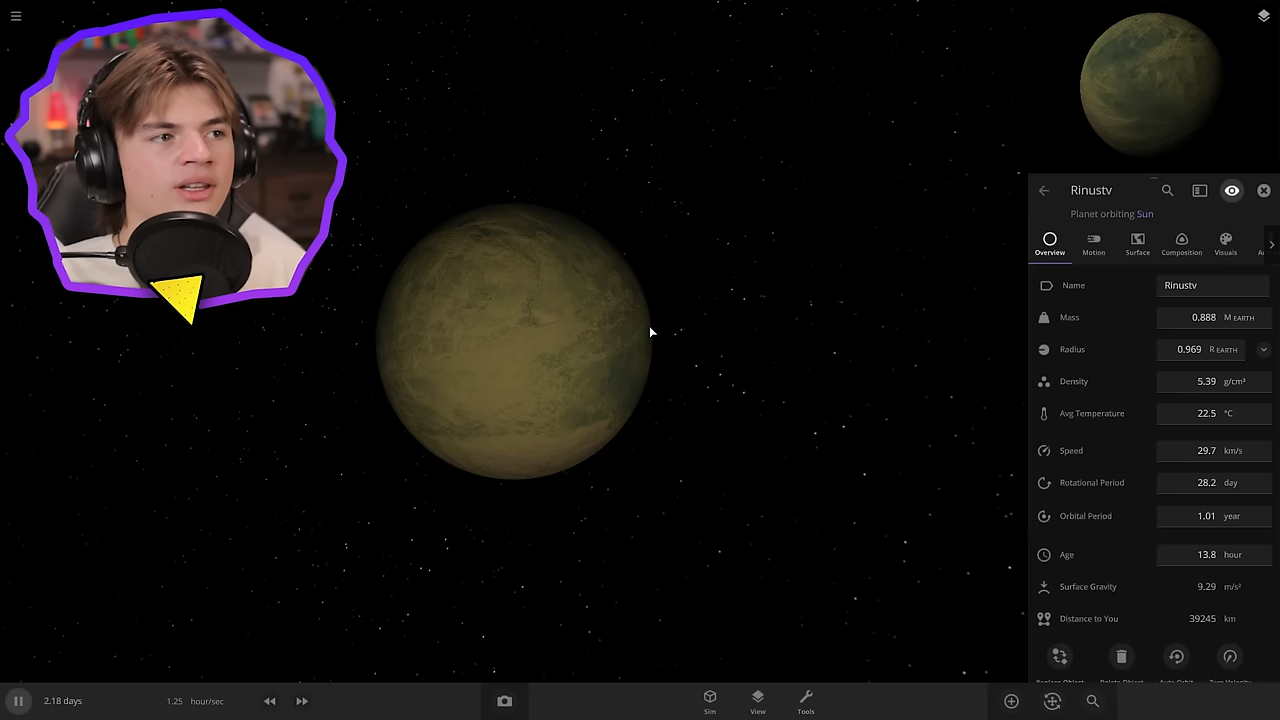 Rinustv
Planet orbiting Sun
Overview Motion Surface Composition Visuals
Name Rinustv
Mass 0.888 M EARTH
Radius 0.969 R EARTH
Density 5.39 g/cm³
Avg Temperature 22.5 °C
Speed 29.7 km/s
Rotational Period 28.2 day
Orbital Period 1.01 year
Age 13.8 hour
Surface Gravity 9.29 m/s²
Distance to You 39245 km
2.18 days 1.25 hour/sec Sim View Tools